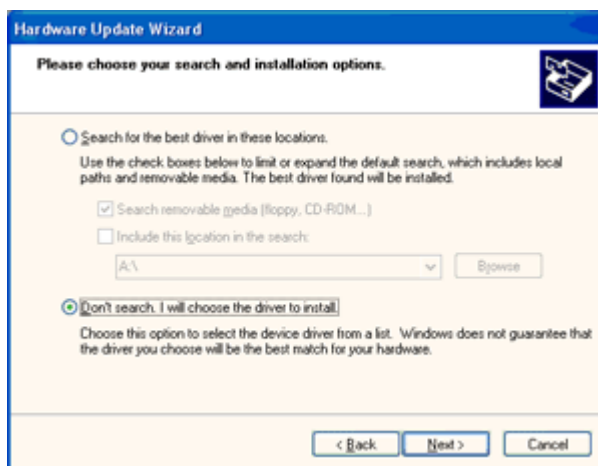 Hardware Update Wizard
Please choose your search and installation options.
Search for the best driver in these locations.
Use the check boxes below to limit or expand the default search, which includes local
paths and removable media. The best driver found will be installed.
Search removable media (floppy, CD-ROM...)
Include this location in the search:
A:\
Browse
Don't search. I will choose the driver to install.
Choose this option to select the device driver from a list. Windows does not guarantee that
the driver you choose will be the best match for your hardware.
< Back
Next >
Cancel